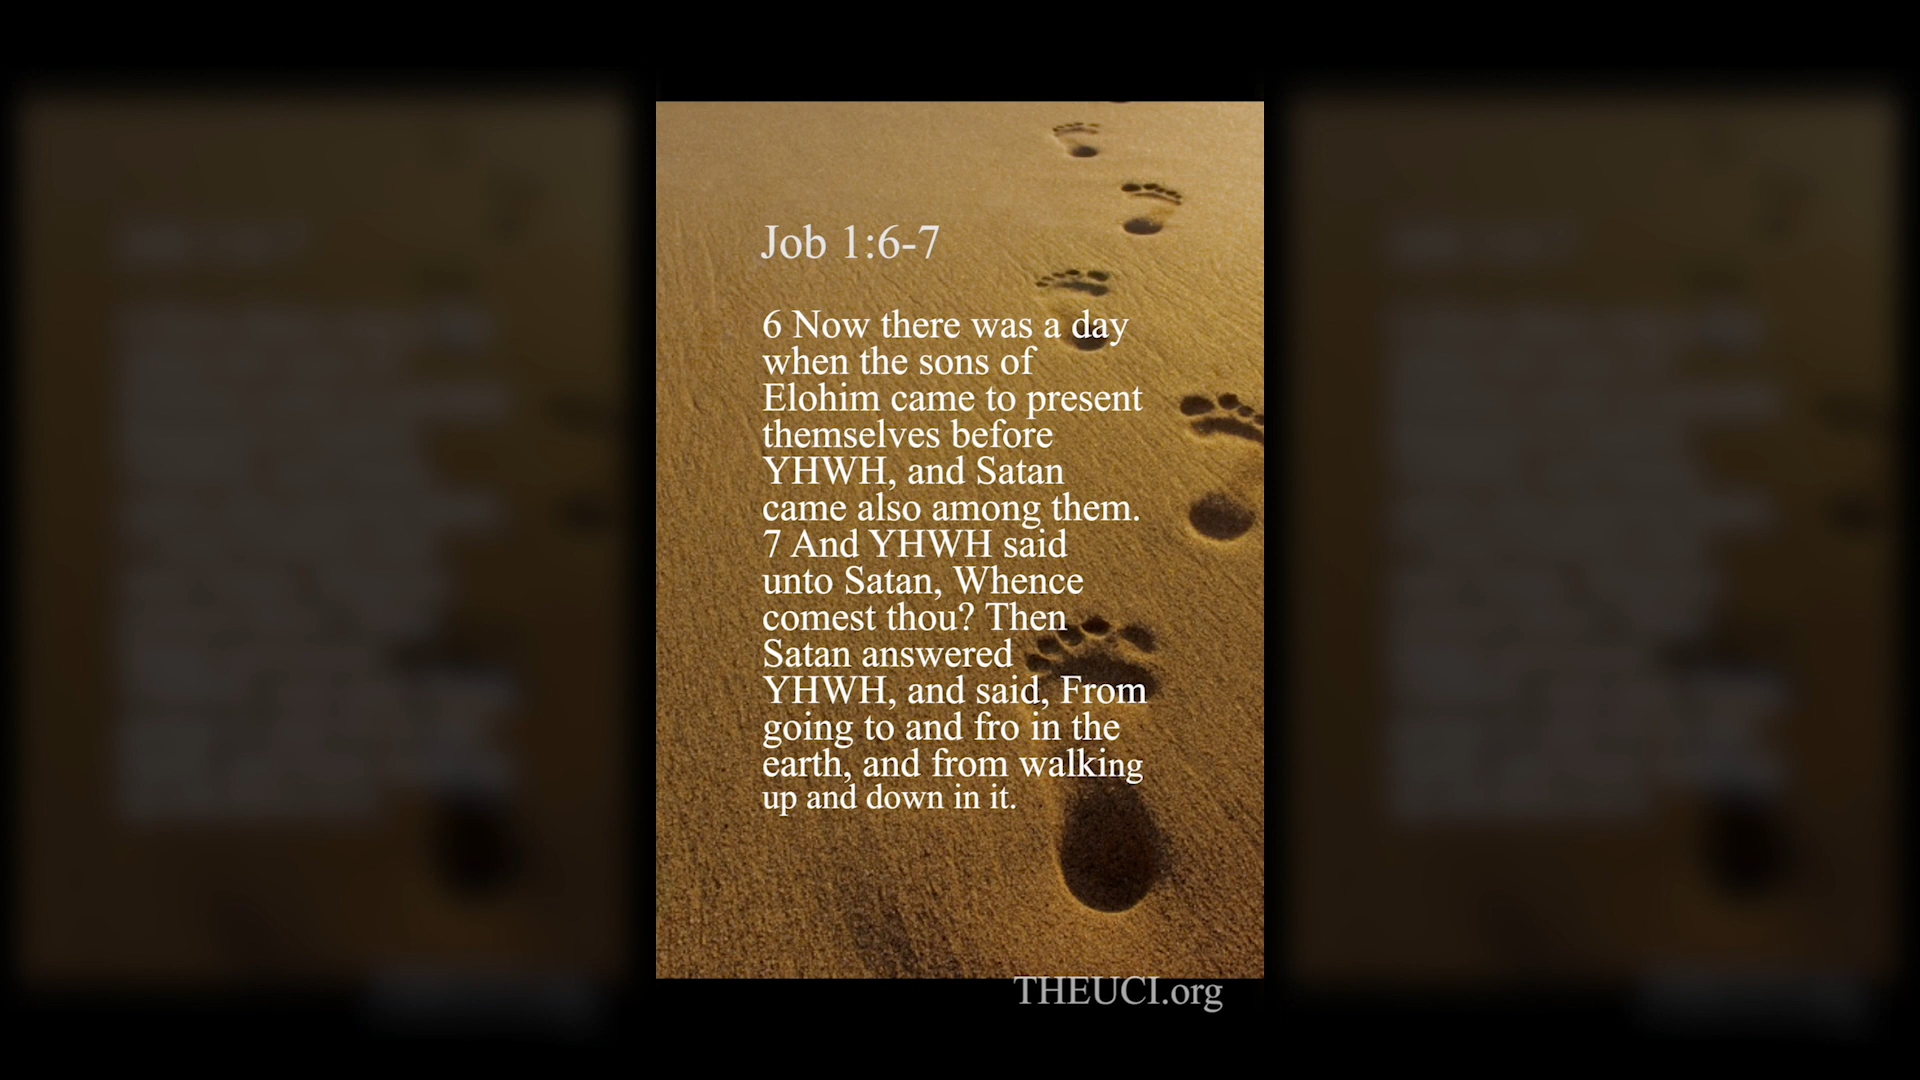 Job 1:6-7
6 Now there was a day
when the sons of
Elohim came to present
themselves before
YHWH, and Satan
came also among them.
7 And YHWH said
unto Satan, Whence
comest thou? Then
Satan answered
YHWH, and said, From
going to and fro in the
earth, and from walking
up and down in it.
THEUCI.org